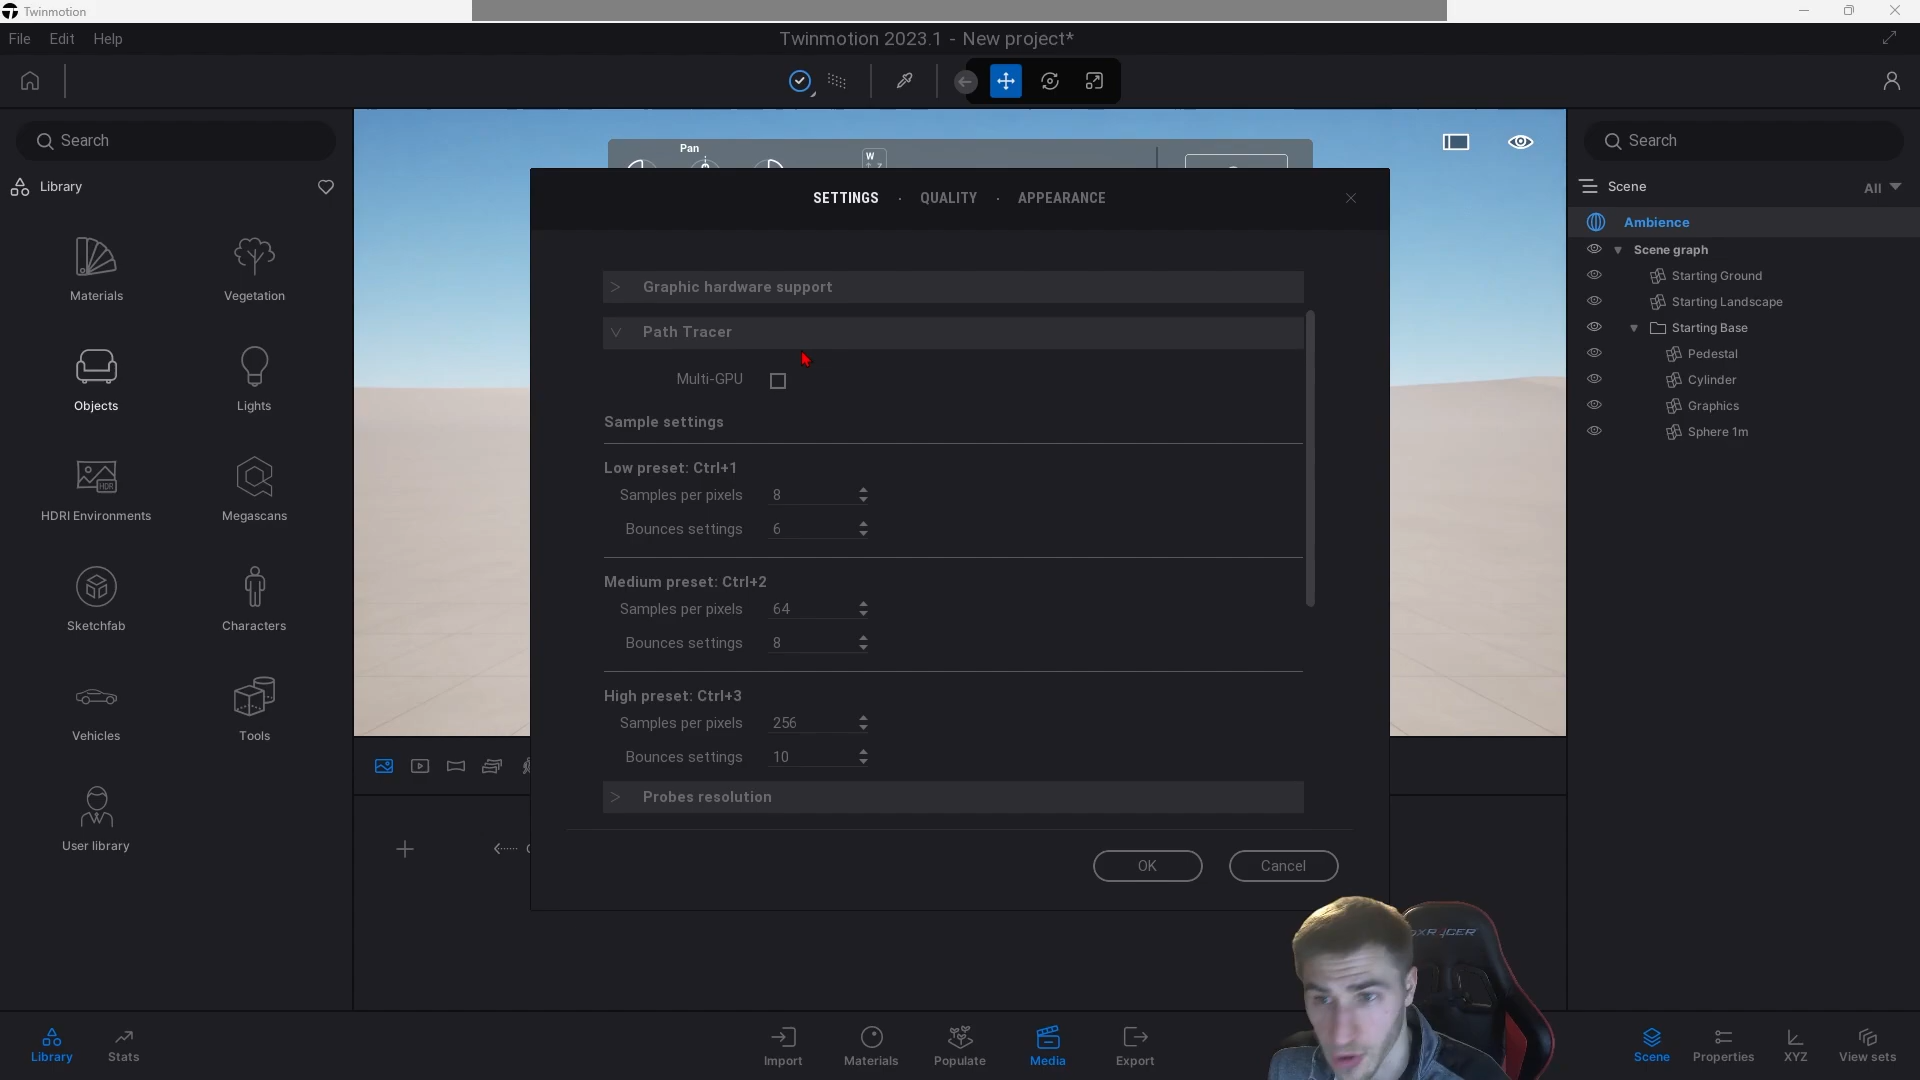 Twinmotion
File Edit Help
Twinmotion 2023.1 - New project*
Search
Library
Materials
Vegetation
Objects
Lights
HDR
HDRI Environments
Megascans
Sketchfab
Characters
Vehicles
Tools
User library
Pan
W
SETTINGS · QUALITY · APPEARANCE
Graphic hardware support
Path Tracer
Multi-GPU
Sample settings
Low preset: Ctrl+1
Samples per pixels 8
Bounces settings 6
Medium preset: Ctrl+2
Samples per pixels 64
Bounces settings 8
High preset: Ctrl+3
Samples per pixels 256
Bounces settings 10
Probes resolution
OK
Cancel
Search
Scene
All
Ambience
Scene graph
Starting Ground
Starting Landscape
Starting Base
Pedestal
Cylinder
Graphics
Sphere 1m
Library
Stats
Import
Materials
Populate
Media
Export
Scene
Properties
XYZ
View sets